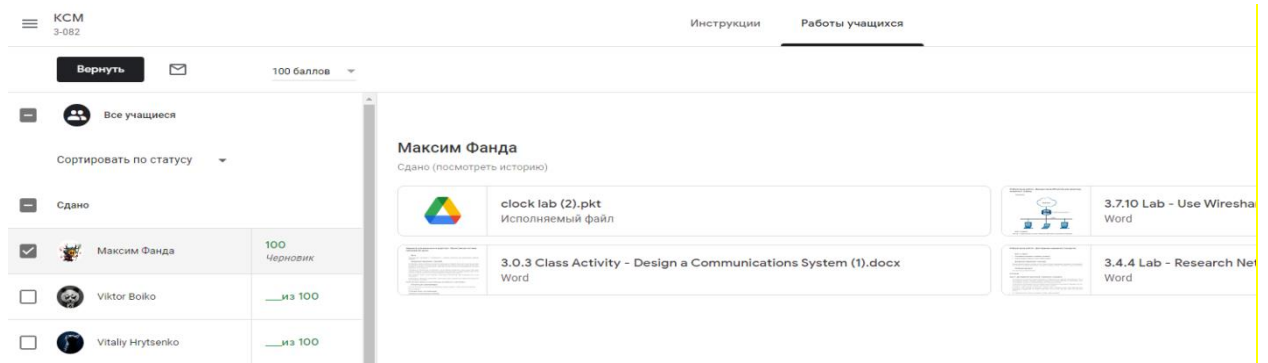 КСМ
3-082
Инструкции
Работы учащихся
Вернуть
100 баллов
Все учащиеся
Сортировать по статусу
Сдано
Максим Фанда
100
Черновик
Viktor Boiko
__из 100
Vitaliy Hrytsenko
__из 100
Максим Фанда
Сдано (посмотреть историю)
clock lab (2).pkt
Исполняемый файл
3.7.10 Lab - Use Wiresha
Word
3.0.3 Class Activity - Design a Communications System (1).docx
Word
3.4.4 Lab - Research Net
Word